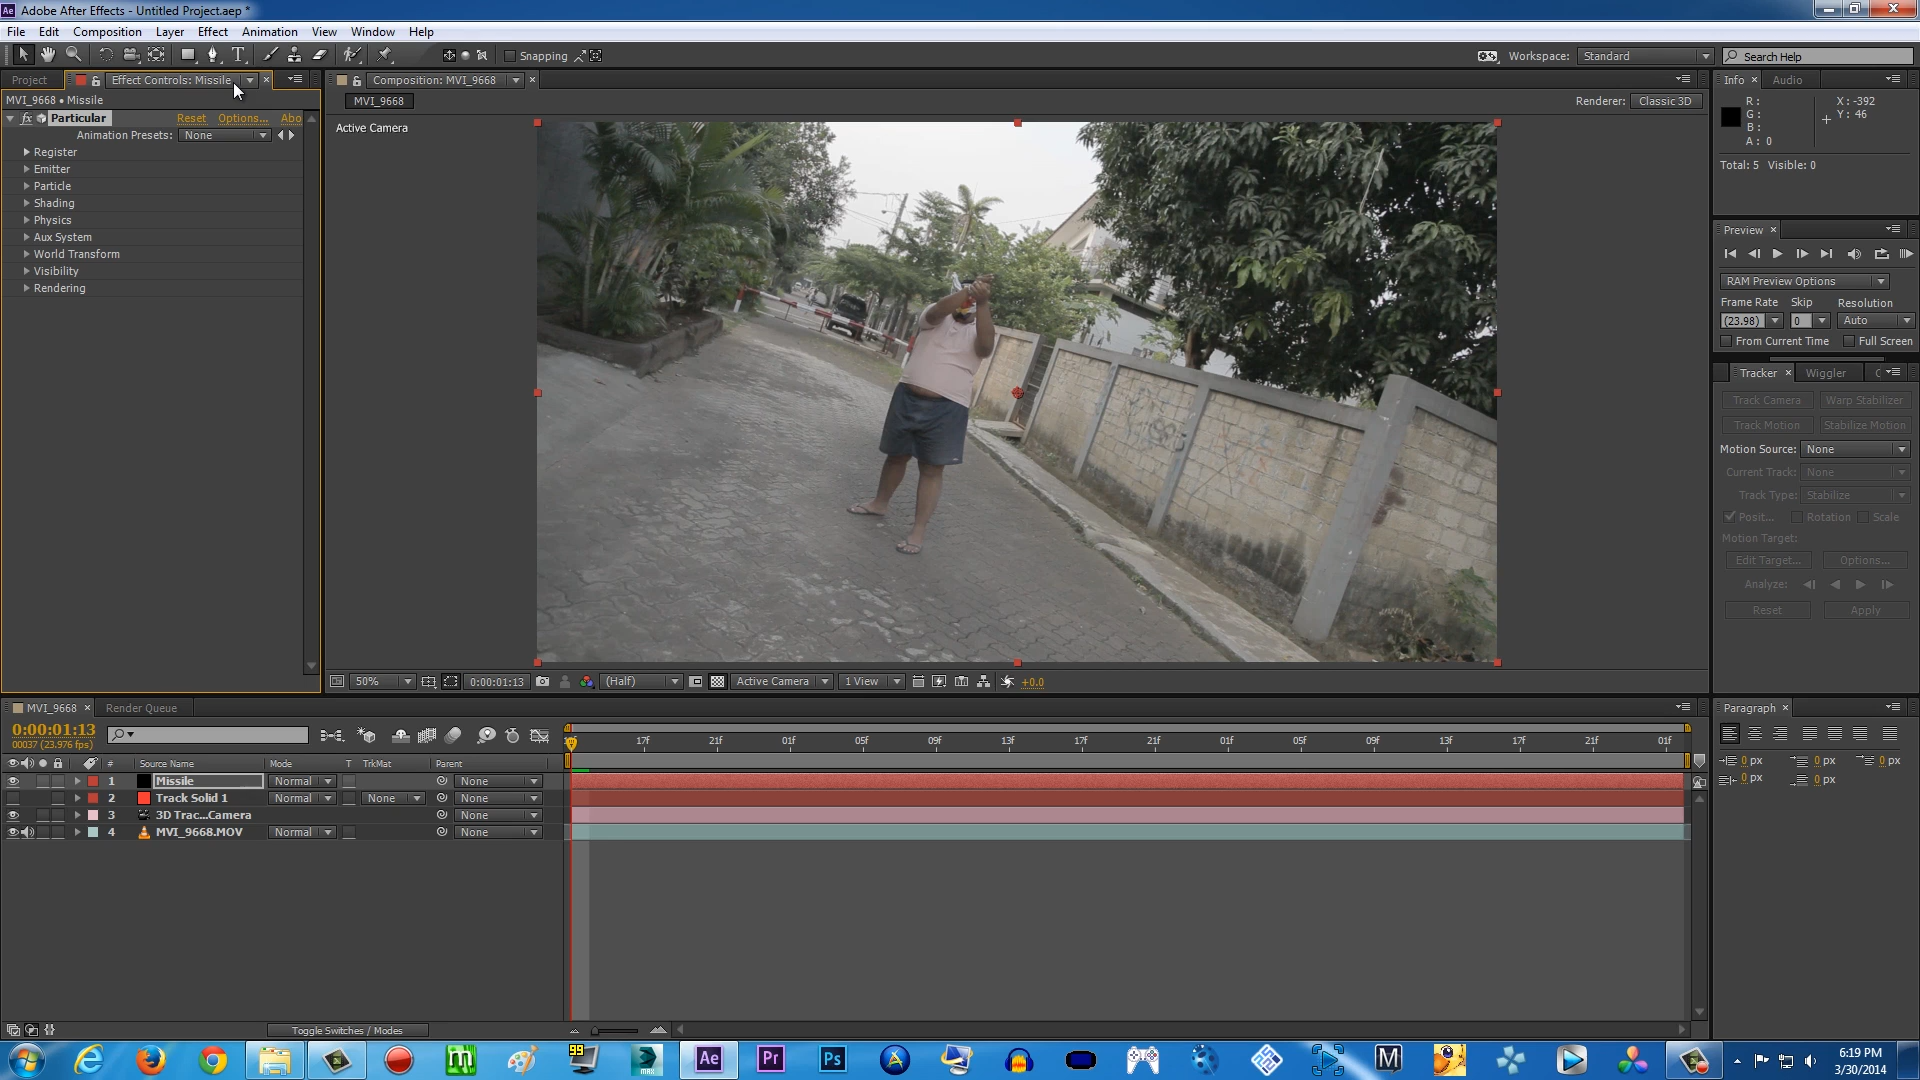 Adobe After Effects - Untitled Project.aep *
File Edit Composition Layer Effect Animation View Window Help
Snapping
Workspace: Standard
Search Help
Project
Effect Controls: Missile
Composition: MVI_9668
Info
Audio
MVI_9668 • Missile
MVI_9668
Renderer: Classic 3D
Particular Reset Options... Abo
Animation Presets: None
Register
Emitter
Particle
Shading
Physics
Aux System
World Transform
Visibility
Rendering
Active Camera
R :
G :
B :
A : 0
X : -392
Y : 46
Total: 5 Visible: 0
Preview
RAM Preview Options
Frame Rate Skip Resolution
(23.98) 0 Auto
From Current Time Full Screen
Tracker Wiggler
Track Camera Warp Stabilizer
Track Motion Stabilize Motion
Motion Source: None
Current Track: None
Track Type: Stabilize
Posit... Rotation Scale
Motion Target:
Edit Target... Options...
Analyze:
Reset Apply
50% 0:00:01:13 (Half) Active Camera 1 View +0.0
MVI_9668
Render Queue
0:00:01:13
00037 (23.976 fps)
17f 21f 01f 05f 09f 13f 17f 21f 01f 05f 09f 13f 17f 21f 01f
# Source Name Mode T TrkMat Parent
1 Missile Normal None
2 Track Solid 1 Normal None None
3 3D Trac...Camera None
4 MVI_9668.MOV Normal None
Toggle Switches / Modes
Paragraph
0 px 0 px 0 px
0 px 0 px
99
MAX
Ae
Pr
Ps
M
6:19 PM
3/30/2014